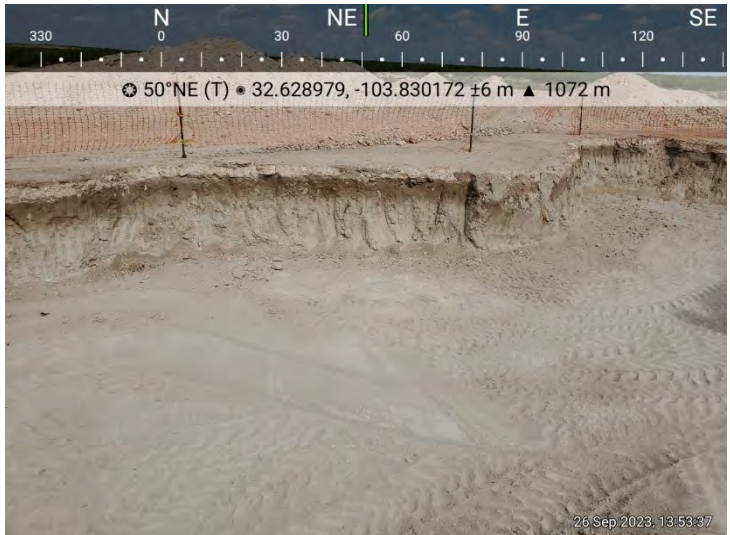 N NE E SE
330 0 30 60 90 120
50°NE (T) ● 32.628979, -103.830172 ±6 m ▲ 1072 m
26 Sep 2023, 13:53:37